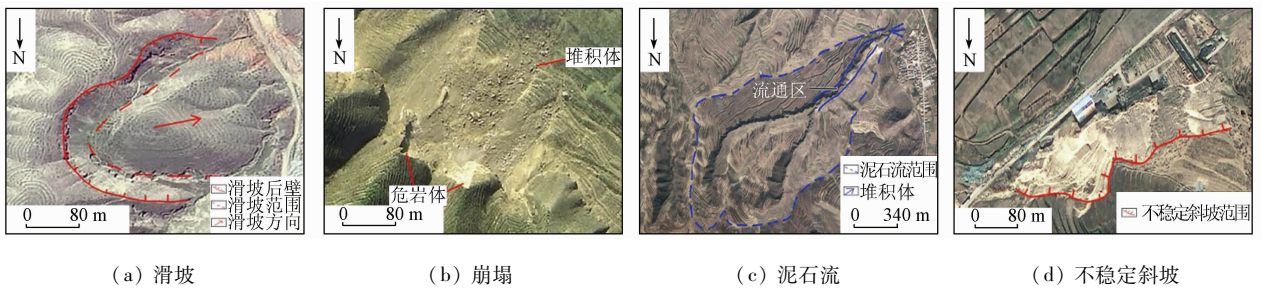 N
滑坡后壁
滑坡范围
滑坡方向
0 80 m
(a) 滑坡
N
堆积体
危岩体
0 80 m
(b) 崩塌
N
流通区
泥石流范围
堆积体
0 340 m
(c) 泥石流
N
不稳定斜坡范围
0 80 m
(d) 不稳定斜坡